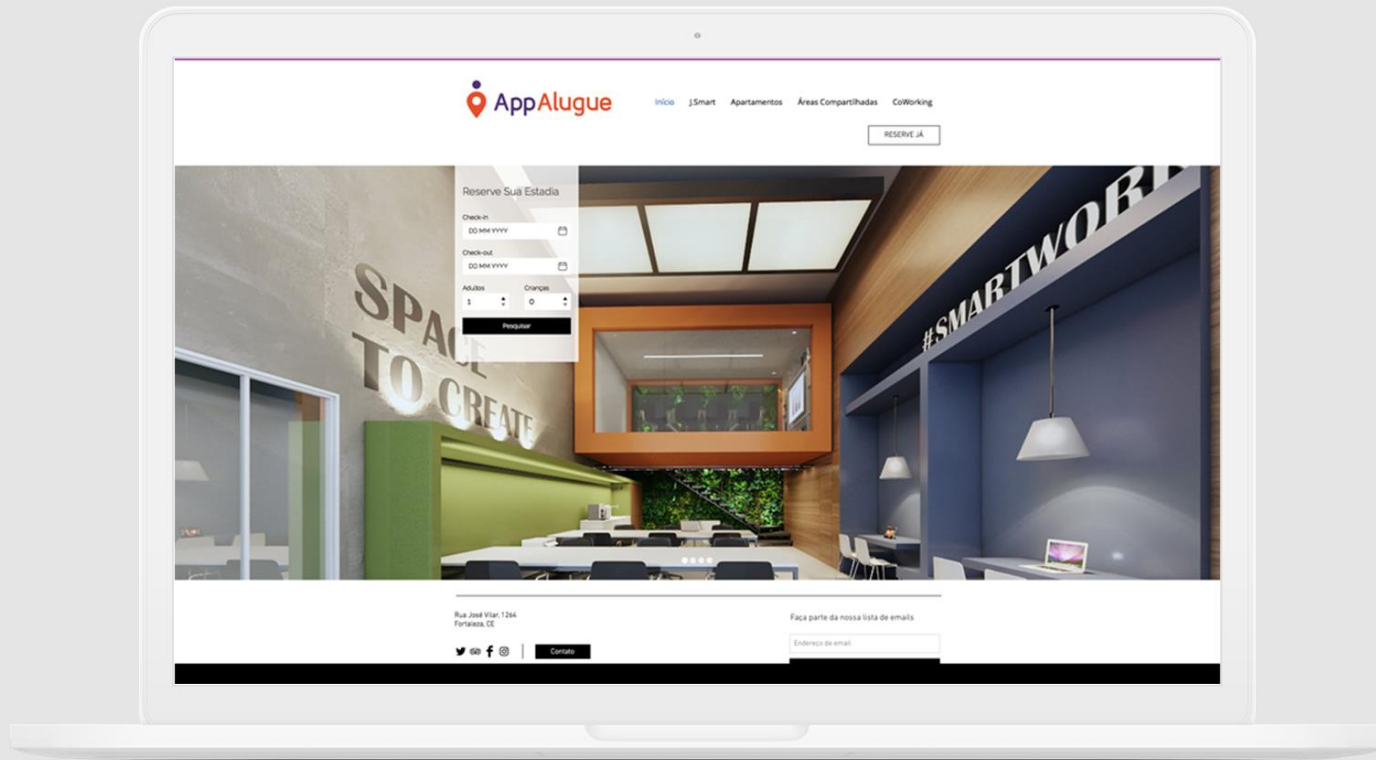 AppAlugue
Início J.Smart Apartamentos Áreas Compartilhadas CoWorking
RESERVE JÁ
Reserve Sua Estadia
Check-in
DD MM YYYY
Check-out
DD MM YYYY
Adultos Crianças
1 0
Pesquisar
SPACE
TO CREATE
#SMARTWORK
Rua José Vilar, 1264
Fortaleza, CE
Contato
Faça parte da nossa lista de emails
Endereço de email